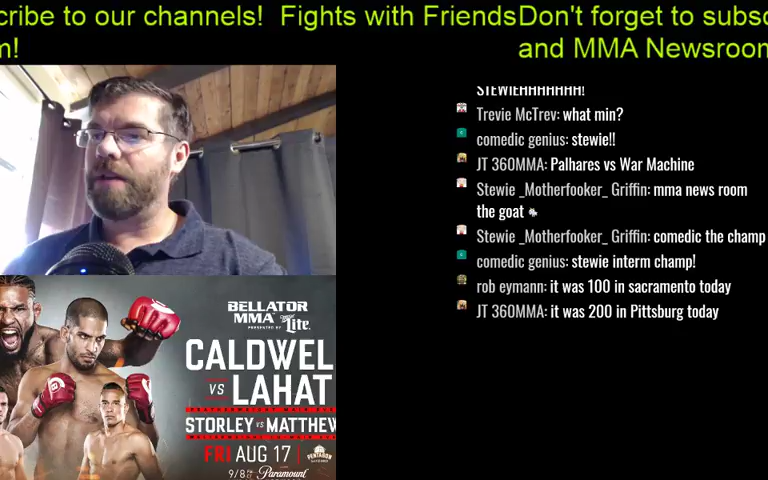 cribe to our channels!  Fights with FriendsDon't forget to subsc
m!
and MMA Newsroom
STEWIEHHHHHHH!
Trevie McTrev: what min?
comedic genius: stewie!!
JT 360MMA: Palhares vs War Machine
Stewie _Motherfooker_ Griffin: mma news room
the goat
Stewie _Motherfooker_ Griffin: comedic the champ
comedic genius: stewie interm champ!
rob eymann: it was 100 in sacramento today
JT 360MMA: it was 200 in Pittsburg today
BELLATOR
MMA
PRESENTED BY
Lite
CALDWEL
VS LAHAT
STORLEY VS MATTHEW
FRI AUG 17
9/8 Paramount